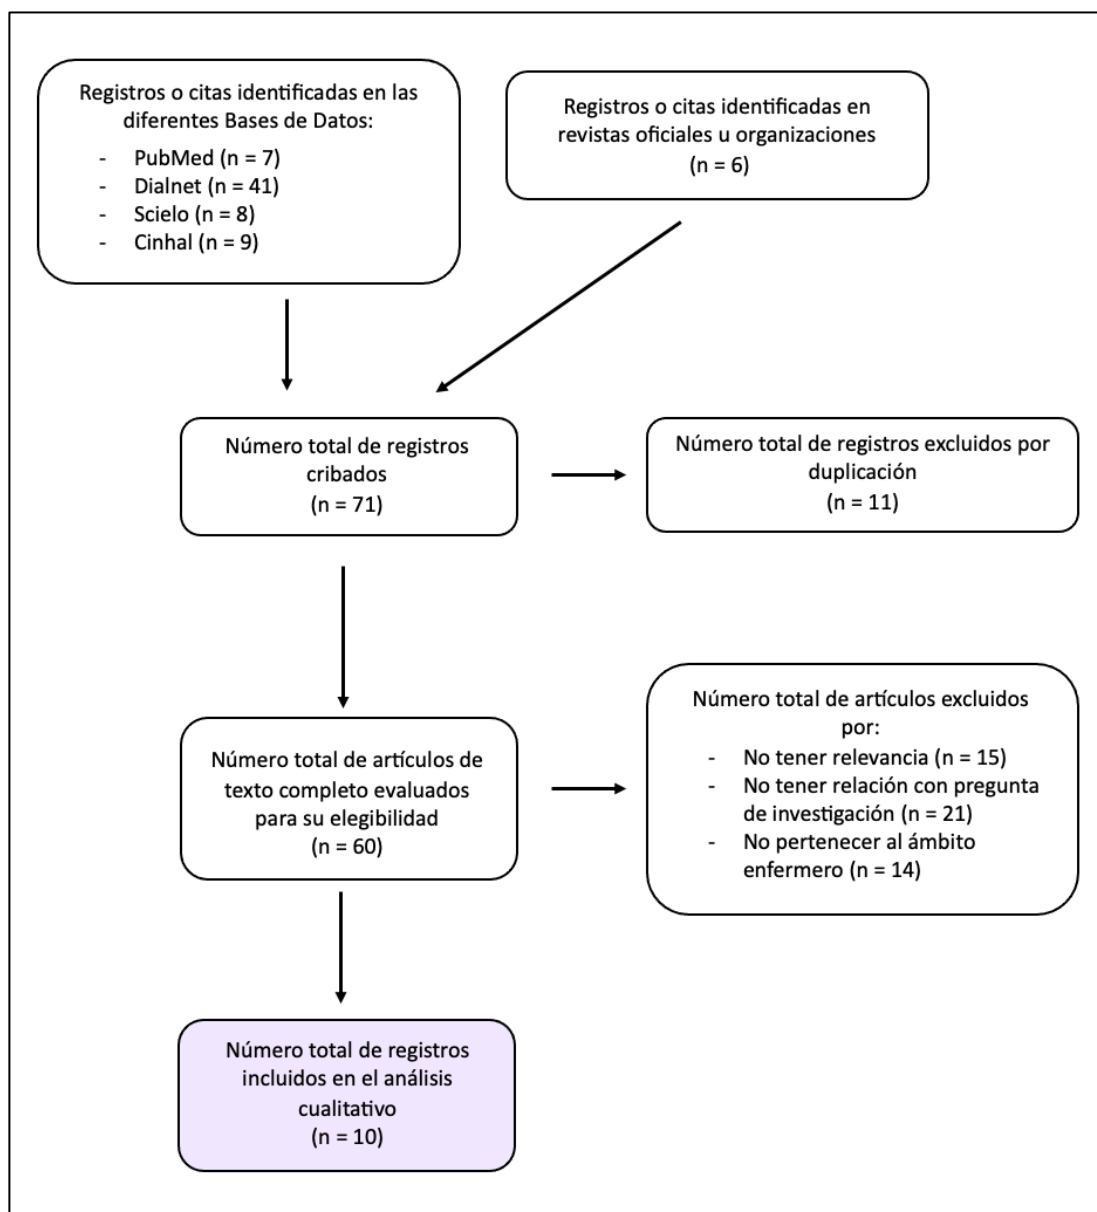 Registros o citas identificadas en las
diferentes Bases de Datos:
- PubMed (n = 7)
- Dialnet (n = 41)
- Scielo (n = 8)
- Cinhal (n = 9)
Registros o citas identificadas en
revistas oficiales u organizaciones
(n = 6)
Número total de registros
cribados
(n = 71)
Número total de registros excluidos por
duplicación
(n = 11)
Número total de artículos de
texto completo evaluados
para su elegibilidad
(n = 60)
Número total de artículos excluidos
por:
- No tener relevancia (n = 15)
- No tener relación con pregunta
de investigación (n = 21)
- No pertenecer al ámbito
enfermero (n = 14)
Número total de registros
incluidos en el análisis
cualitativo
(n = 10)